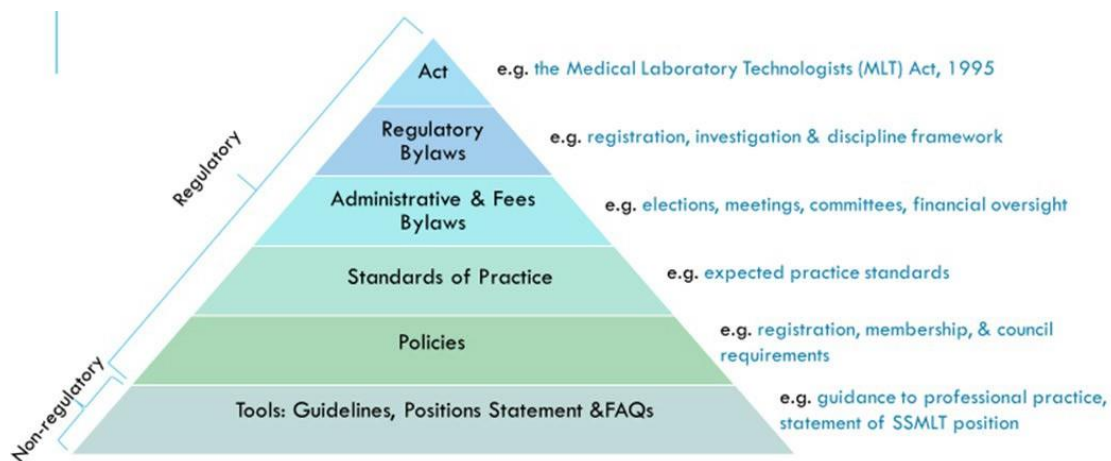 Act
e.g. the Medical Laboratory Technologists (MLT) Act, 1995
Regulatory
Bylaws
e.g. registration, investigation & discipline framework
Regulatory
Administrative & Fees
Bylaws
e.g. elections, meetings, committees, financial oversight
Standards of Practice
e.g. expected practice standards
Policies
e.g. registration, membership, & council
requirements
Non-regulatory
Tools: Guidelines, Positions Statement &FAQs
e.g. guidance to professional practice,
statement of SSMLT position